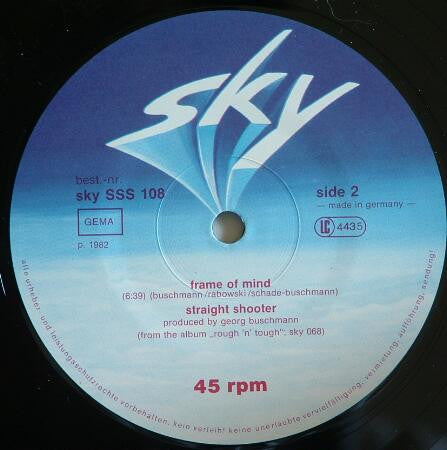 sky
best.-nr.
sky SSS 108
GEMA
p. 1982
side 2
— made in germany —
LC 4435
frame of mind
(6:39) (buschmann/rabowski/schade-buschmann)
straight shooter
produced by georg buschmann
(from the album „rough 'n' tough"; sky 068)
45 rpm
alle urheber- und leistungsschutzrechte vorbehalten. kein verleih! keine unerlaubte vervielfältigung, vermietung, aufführung, sendung!